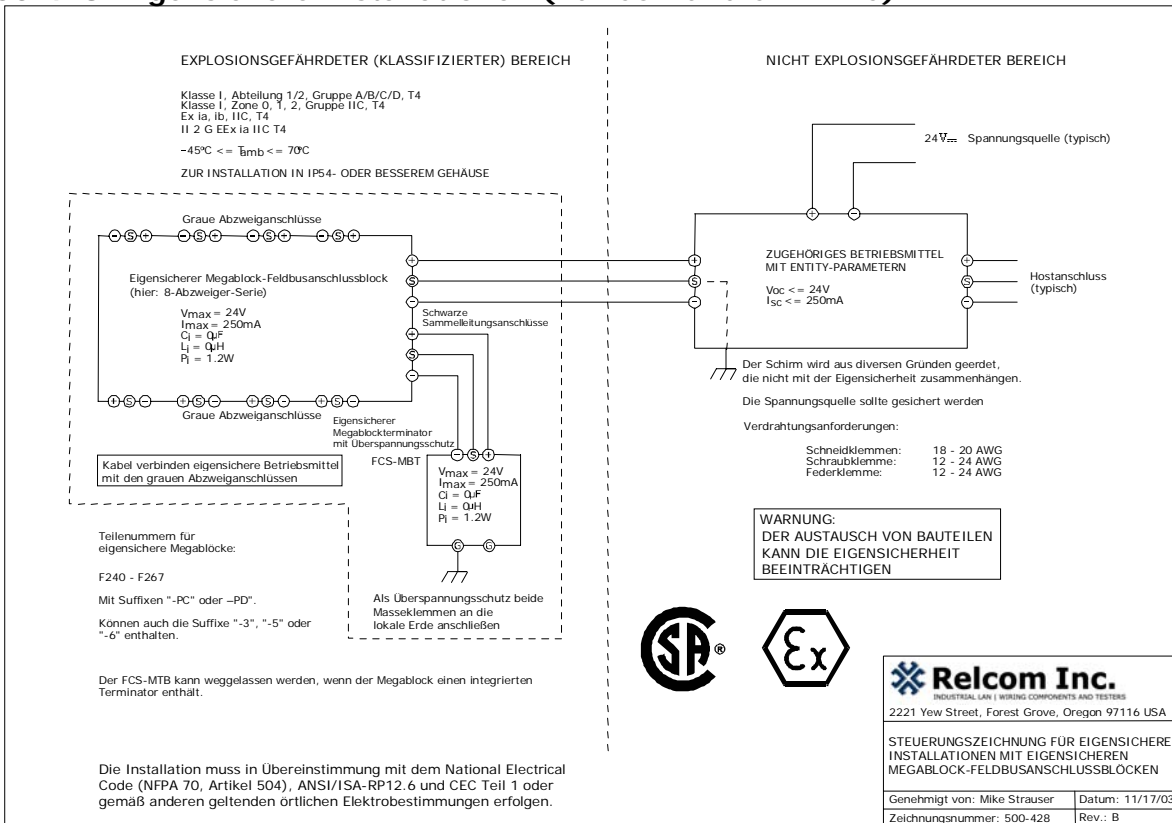 EXPLOSIONSGEFÄHRDETER (KLASSIFIZIERTER) BEREICH
Klasse I, Abteilung 1/2, Gruppe A/B/C/D, T4
Klasse I, Zone 0, 1, 2, Gruppe IIC, T4
Ex ia, ib, IIC, T4
II 2 G EEx ia IIC T4
-45°C <= Tamb <= 70°C
ZUR INSTALLATION IN IP54- ODER BESSEREM GEHÄUSE
Graue Abzweiganschlüsse
- S + - S + - S + - S +
Eigensicherer Megablock-Feldbusanschlussblock
(hier: 8-Abzweiger-Serie)
Vmax = 24V
Imax = 250mA
Ci = 0µF
Li = 0µH
Pi = 1.2W
+
S
-
Schwarze
Sammelleitungsanschlüsse
+
S
-
+ S - + S - + S - + S -
Graue Abzweiganschlüsse
Eigensicherer
Megablockterminator
mit Überspannungsschutz
FCS-MBT
- S +
Vmax = 24V
Imax = 250mA
Ci = 0µF
Li = 0µH
Pi = 1.2W
G G
Kabel verbinden eigensichere Betriebsmittel
mit den grauen Abzweiganschlüssen
Teilenummern für
eigensichere Megablöcke:
F240 - F267
Mit Suffixen "-PC" oder –PD".
Können auch die Suffixe "-3", "-5" oder
"-6" enthalten.
Als Überspannungsschutz beide
Masseklemmen an die
lokale Erde anschließen
Der FCS-MTB kann weggelassen werden, wenn der Megablock einen integrierten
Terminator enthält.
Die Installation muss in Übereinstimmung mit dem National Electrical
Code (NFPA 70, Artikel 504), ANSI/ISA-RP12.6 und CEC Teil 1 oder
gemäß anderen geltenden örtlichen Elektrobestimmungen erfolgen.
NICHT EXPLOSIONSGEFÄHRDETER BEREICH
24V Spannungsquelle (typisch)
+ -
ZUGEHÖRIGES BETRIEBSMITTEL
MIT ENTITY-PARAMETERN
Voc <= 24V
Isc <= 250mA
+
S
-
+
S
-
Hostanschluss
(typisch)
Der Schirm wird aus diversen Gründen geerdet,
die nicht mit der Eigensicherheit zusammenhängen.
Die Spannungsquelle sollte gesichert werden
Verdrahtungsanforderungen:
Schneidklemmen: 18 - 20 AWG
Schraubklemme: 12 - 24 AWG
Federklemme: 12 - 24 AWG
WARNUNG:
DER AUSTAUSCH VON BAUTEILEN
KANN DIE EIGENSICHERHEIT
BEEINTRÄCHTIGEN
SA ®
Ex
Relcom Inc.
INDUSTRIAL LAN | WIRING COMPONENTS AND TESTERS
2221 Yew Street, Forest Grove, Oregon 97116 USA
STEUERUNGSZEICHNUNG FÜR EIGENSICHERE
INSTALLATIONEN MIT EIGENSICHEREN
MEGABLOCK-FELDBUSANSCHLUSSBLÖCKEN
Genehmigt von: Mike Strauser Datum: 11/17/03
Zeichnungsnummer: 500-428 Rev.: B